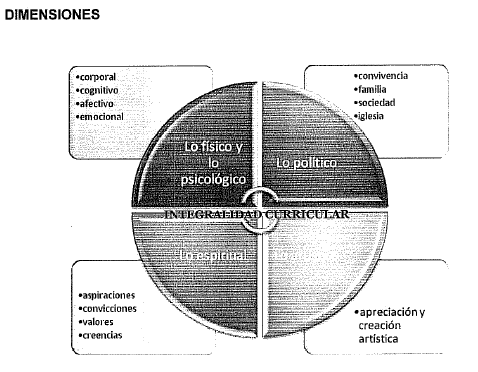 DIMENSIONES
•corporal
•cognitivo
•afectivo
•emocional
•convivencia
•familia
•sociedad
•iglesia
Lo físico y
lo
psicológico
Lo político
INTEGRALIDAD CURRICULAR
Lo espiritual
•aspiraciones
•convicciones
•valores
•creencias
•apreciación y
creación
artística